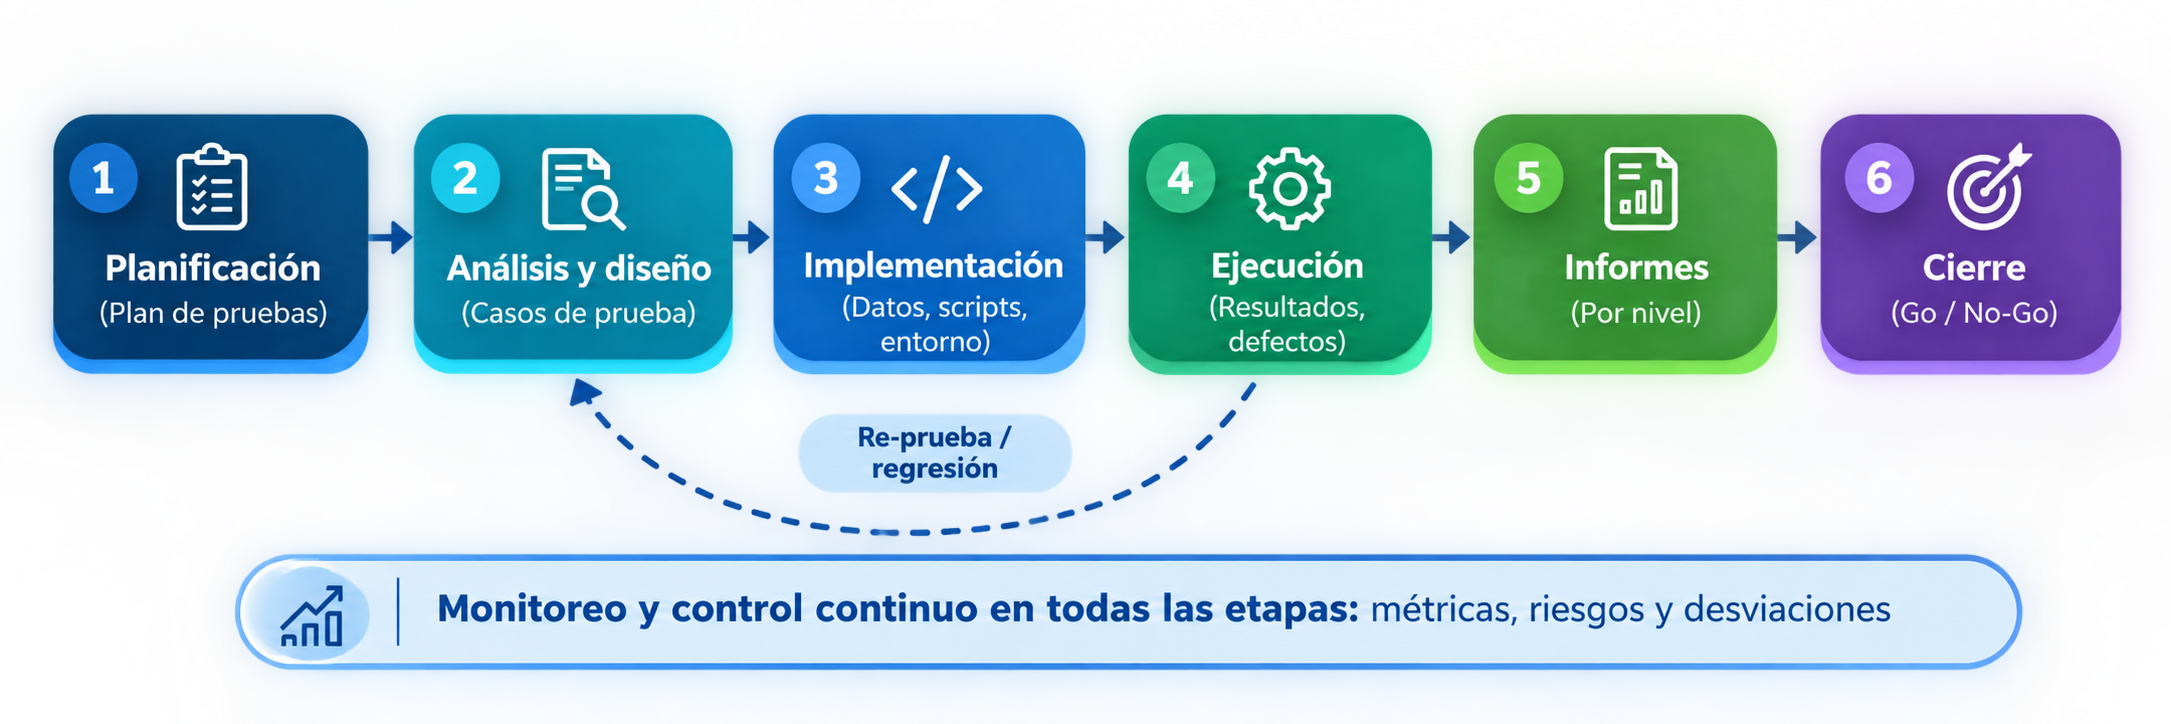 1
Planificación
(Plan de pruebas)
2
Análisis y diseño
(Casos de prueba)
3
Implementación
(Datos, scripts,
entorno)
4
Ejecución
(Resultados,
defectos)
5
Informes
(Por nivel)
6
Cierre
(Go / No-Go)
Re-prueba /
regresión
Monitoreo y control continuo en todas las etapas: métricas, riesgos y desviaciones